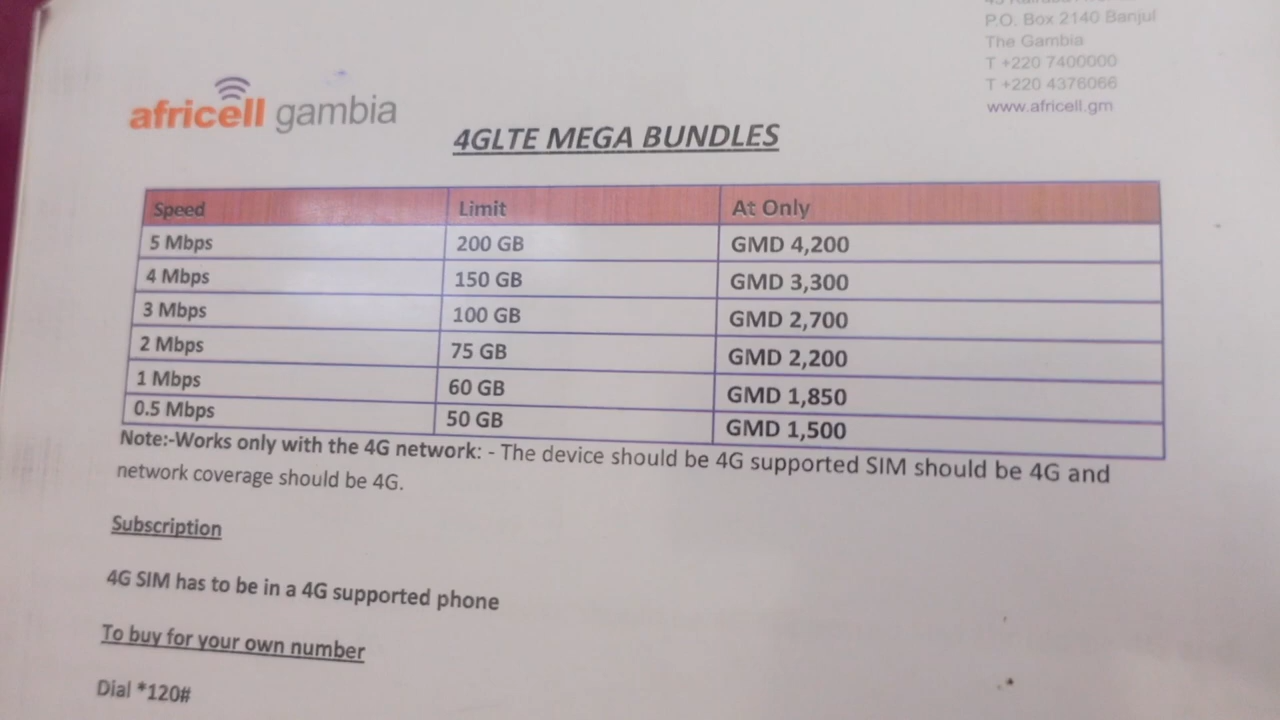 P.O. Box 2140 Banjul
The Gambia
T +220 7400000
T +220 4376066
www.africell.gm
africell gambia
4GLTE MEGA BUNDLES
Speed Limit At Only
5 Mbps 200 GB GMD 4,200
4 Mbps 150 GB GMD 3,300
3 Mbps 100 GB GMD 2,700
2 Mbps 75 GB GMD 2,200
1 Mbps 60 GB GMD 1,850
0.5 Mbps 50 GB GMD 1,500
Note:-Works only with the 4G network: - The device should be 4G supported SIM should be 4G and
network coverage should be 4G.
Subscription
4G SIM has to be in a 4G supported phone
To buy for your own number
Dial *120#